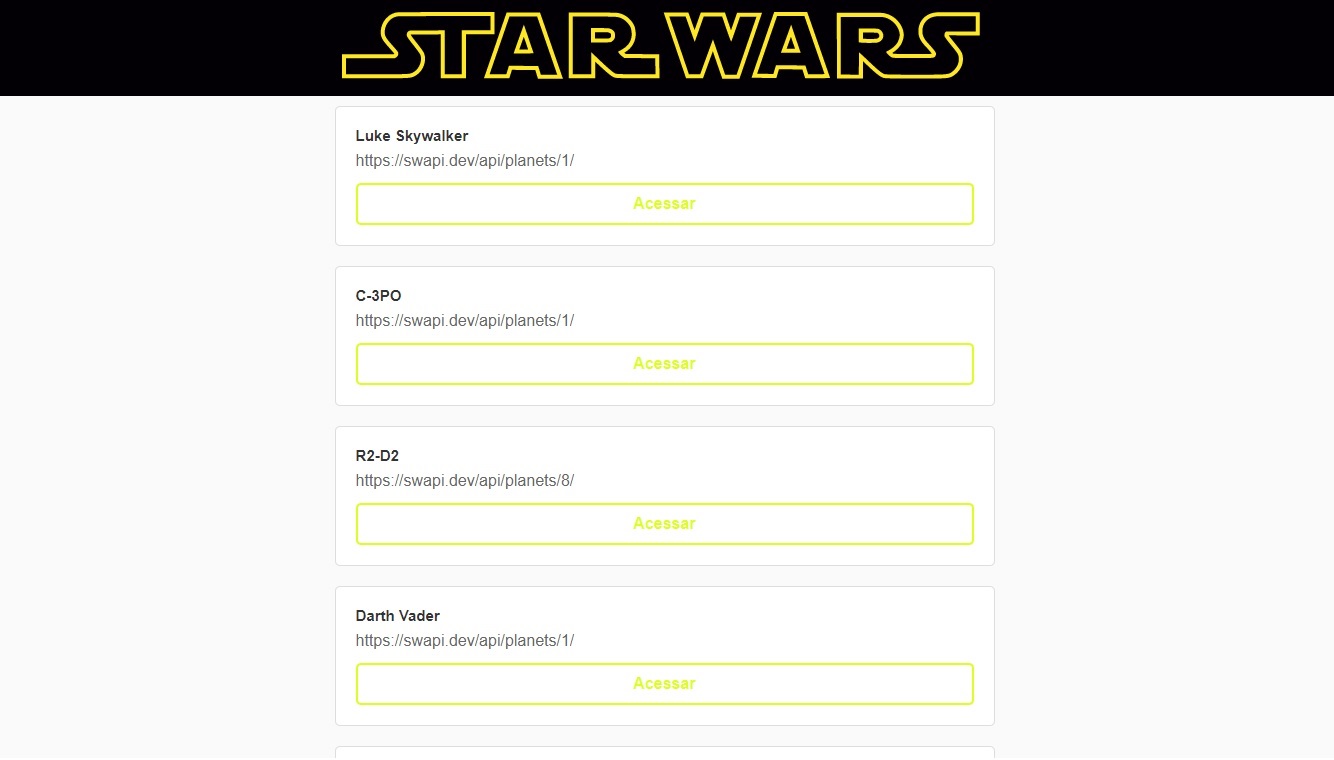 STAR WARS
Luke Skywalker
https://swapi.dev/api/planets/1/
Acessar
C-3PO
https://swapi.dev/api/planets/1/
Acessar
R2-D2
https://swapi.dev/api/planets/8/
Acessar
Darth Vader
https://swapi.dev/api/planets/1/
Acessar